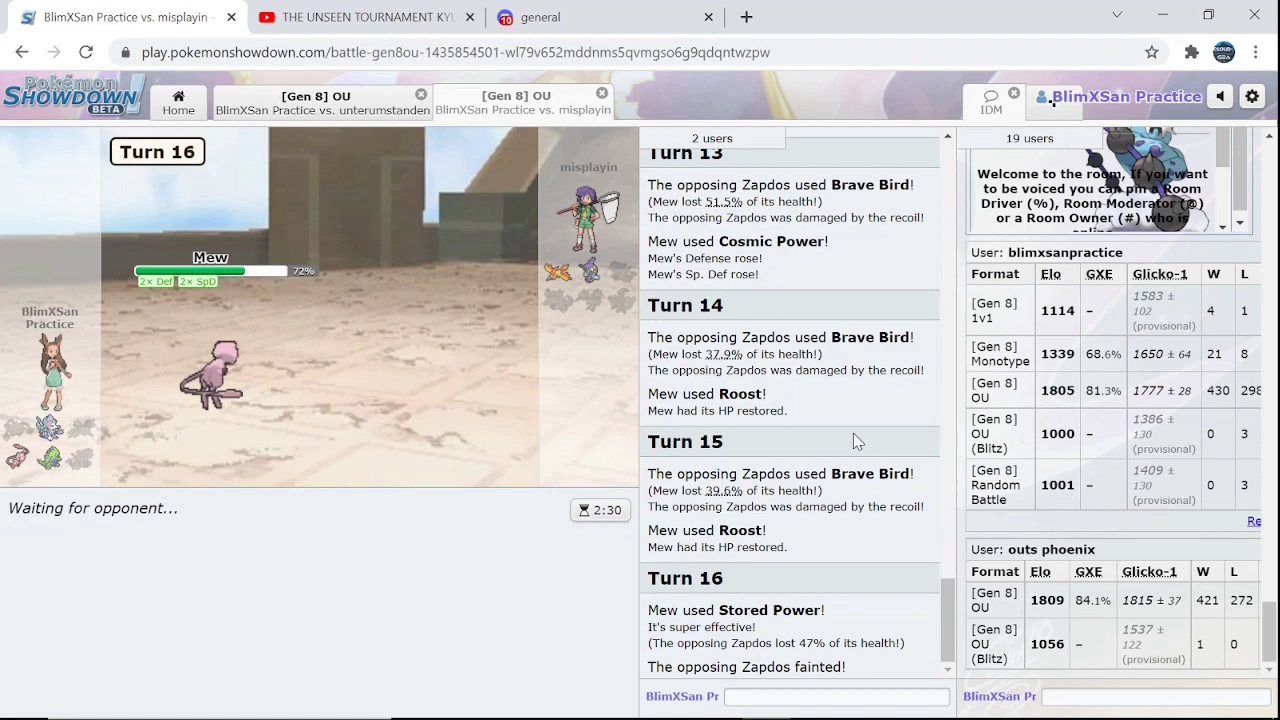 BlimXSan Practice vs. misplayin -
THE UNSEEN TOURNAMENT KYU
10
general
play.pokemonshowdown.com/battle-gen8ou-1435854501-wl79v652mddnms5qvmgso6g9qdqntwzpw
Pokémon
SHOWDOWN!
BETA
Home
[Gen 8] OU
BlimXSan Practice vs. unterumstanden
[Gen 8] OU
BlimXSan Practice vs. misplayin
IDM
BlimXSan Practice
Turn 16
misplayin
Mew
72%
2× Def 2× SpD
BlimXSan
Practice
Waiting for opponent...
2:30
2 users
Turn 13
The opposing Zapdos used Brave Bird!
(Mew lost 51.5% of its health!)
The opposing Zapdos was damaged by the recoil!
Mew used Cosmic Power!
Mew's Defense rose!
Mew's Sp. Def rose!
Turn 14
The opposing Zapdos used Brave Bird!
(Mew lost 37.9% of its health!)
The opposing Zapdos was damaged by the recoil!
Mew used Roost!
Mew had its HP restored.
Turn 15
The opposing Zapdos used Brave Bird!
(Mew lost 39.6% of its health!)
The opposing Zapdos was damaged by the recoil!
Mew used Roost!
Mew had its HP restored.
Turn 16
Mew used Stored Power!
It's super effective!
(The opposing Zapdos lost 47% of its health!)
The opposing Zapdos fainted!
BlimXSan Pr
19 users
Welcome to the room, If you want
to be voiced you can pm a Room
Driver (%), Room Moderator (@)
or a Room Owner (#) who is
online
User: blimxsanpractice
Format Elo GXE Glicko-1 W L
[Gen 8] 1v1 1114 – 1583 ± 102 (provisional) 4 1
[Gen 8] Monotype 1339 68.6% 1650 ± 64 21 8
[Gen 8] OU 1805 81.3% 1777 ± 28 430 298
[Gen 8] OU (Blitz) 1000 – 1386 ± 130 (provisional) 0 3
[Gen 8] Random Battle 1001 – 1409 ± 130 (provisional) 0 3
Re
User: outs phoenix
Format Elo GXE Glicko-1 W L
[Gen 8] OU 1809 84.1% 1815 ± 37 421 272
[Gen 8] OU (Blitz) 1056 – 1537 ± 122 (provisional) 1 0
BlimXSan Pr